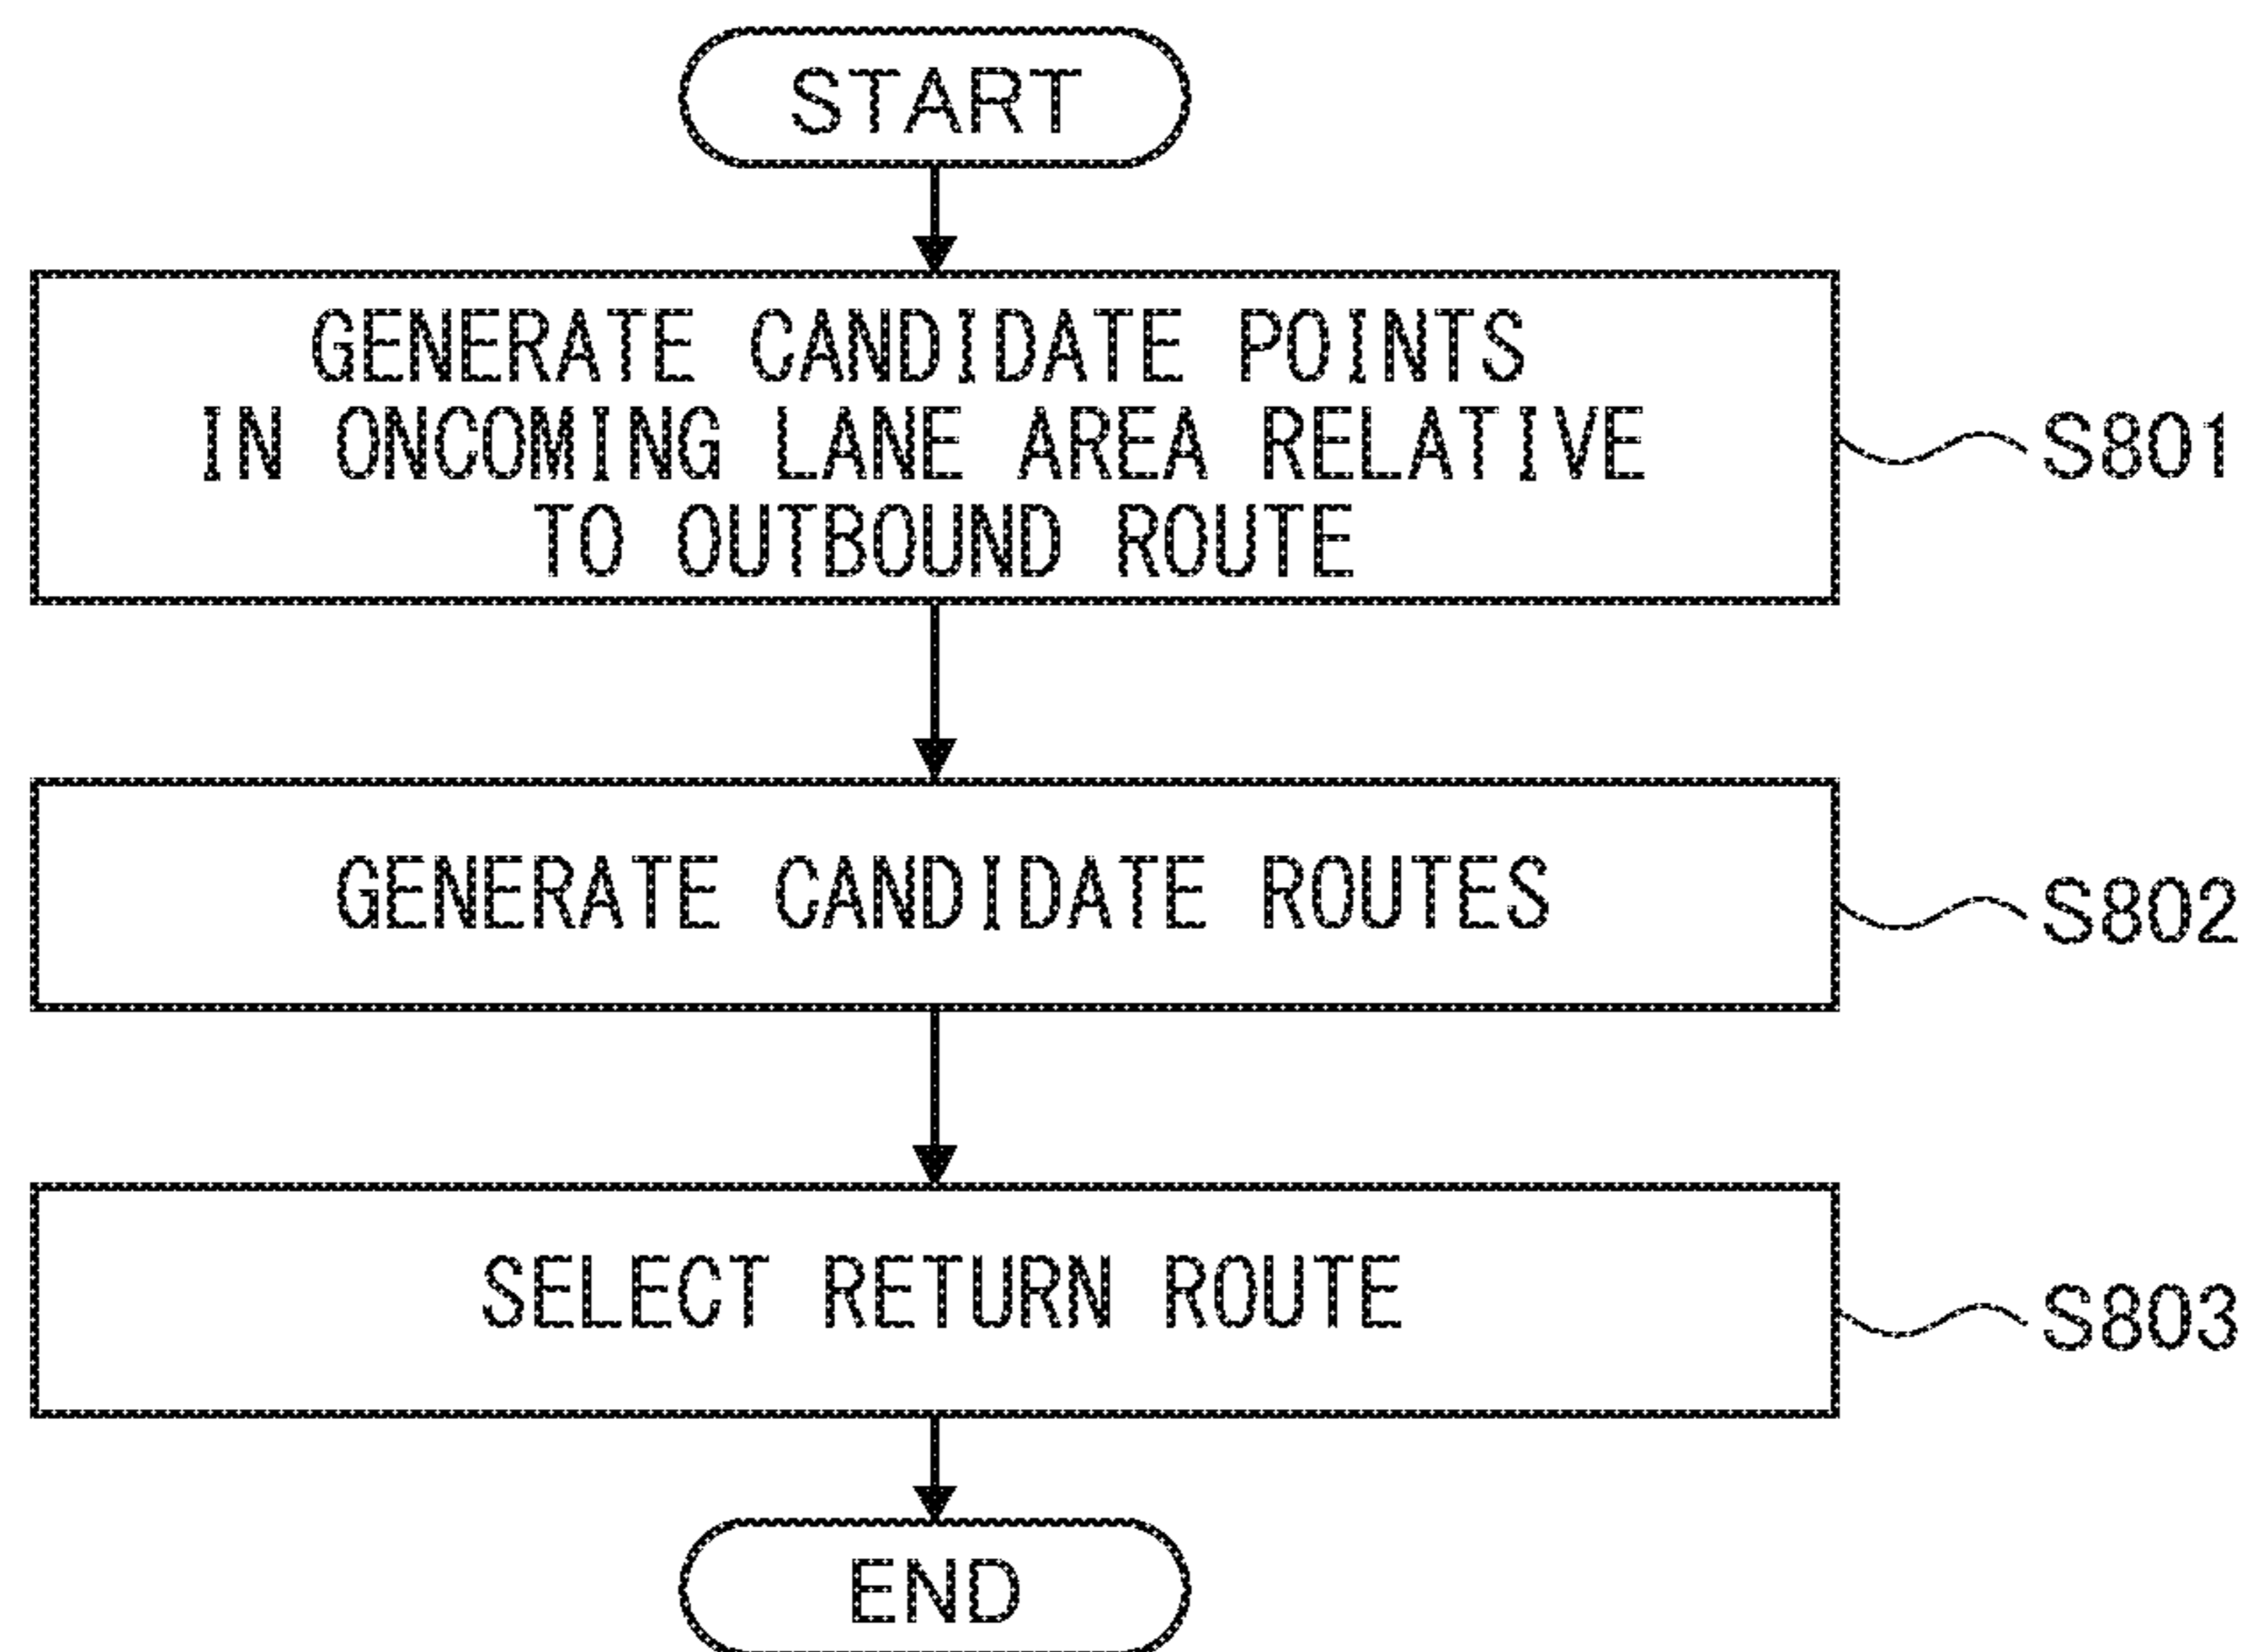 START
GENERATE CANDIDATE POINTS
IN ONCOMING LANE AREA RELATIVE
TO OUTBOUND ROUTE
S801
GENERATE CANDIDATE ROUTES
S802
SELECT RETURN ROUTE
S803
END